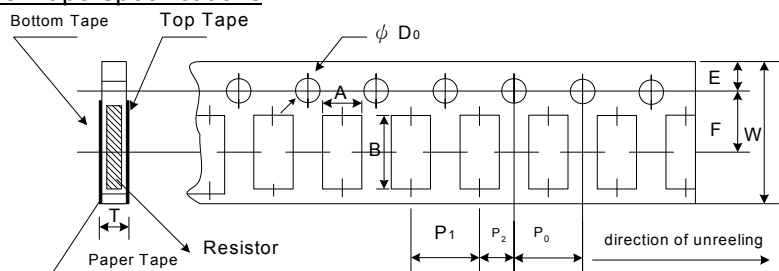 Bottom Tape
Top Tape
ϕ D0
A
B
E
F
W
T
Paper Tape
Resistor
P1
P2
P0
direction of unreeling